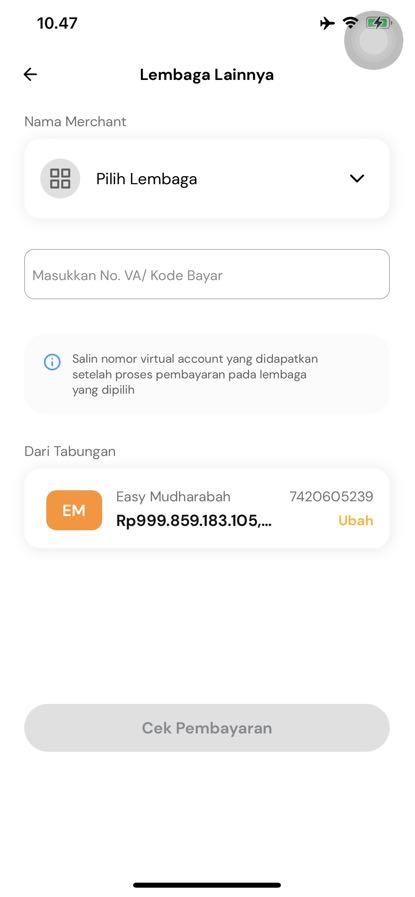 10.47
Lembaga Lainnya
Nama Merchant
Pilih Lembaga
Masukkan No. VA/ Kode Bayar
Salin nomor virtual account yang didapatkan
setelah proses pembayaran pada lembaga
yang dipilih
Dari Tabungan
EM
Easy Mudharabah 7420605239
Rp999.859.183.105,... Ubah
Cek Pembayaran